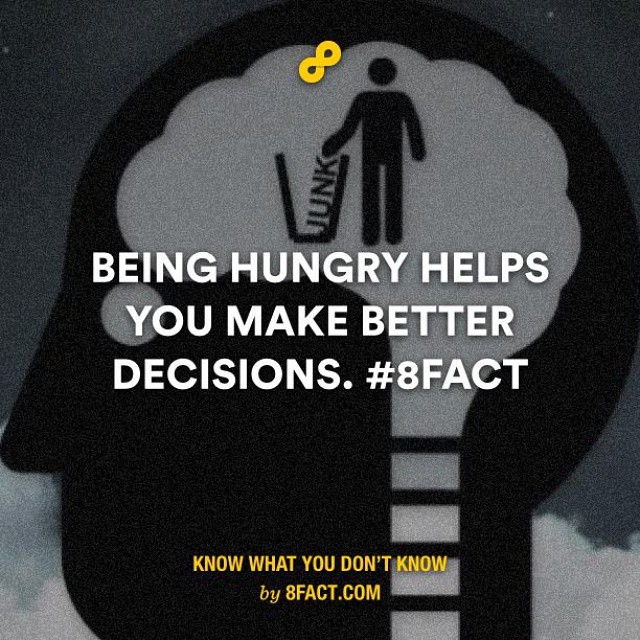 JUNK
BEING HUNGRY HELPS
YOU MAKE BETTER
DECISIONS. #8FACT
KNOW WHAT YOU DON'T KNOW
by 8FACT.COM